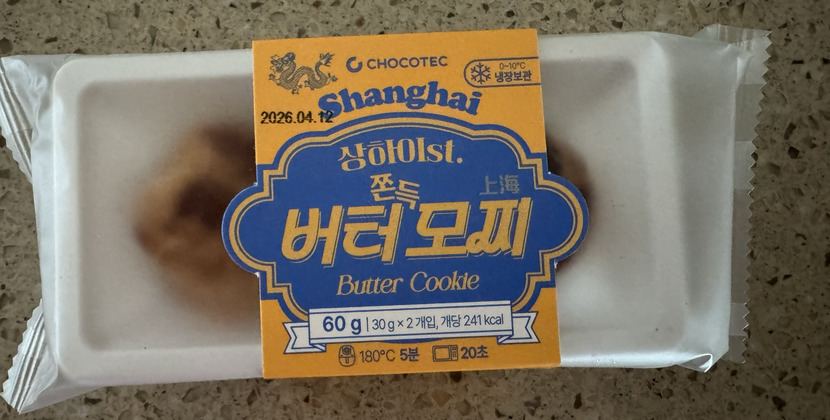 CHOCOTEC
0~10°C
냉장보관
Shanghai
2026.04.12
상하이st.
쫀득
上海
버터모찌
Butter Cookie
60 g | 30 g × 2 개입, 개당 241 kcal
180°C 5분 20초